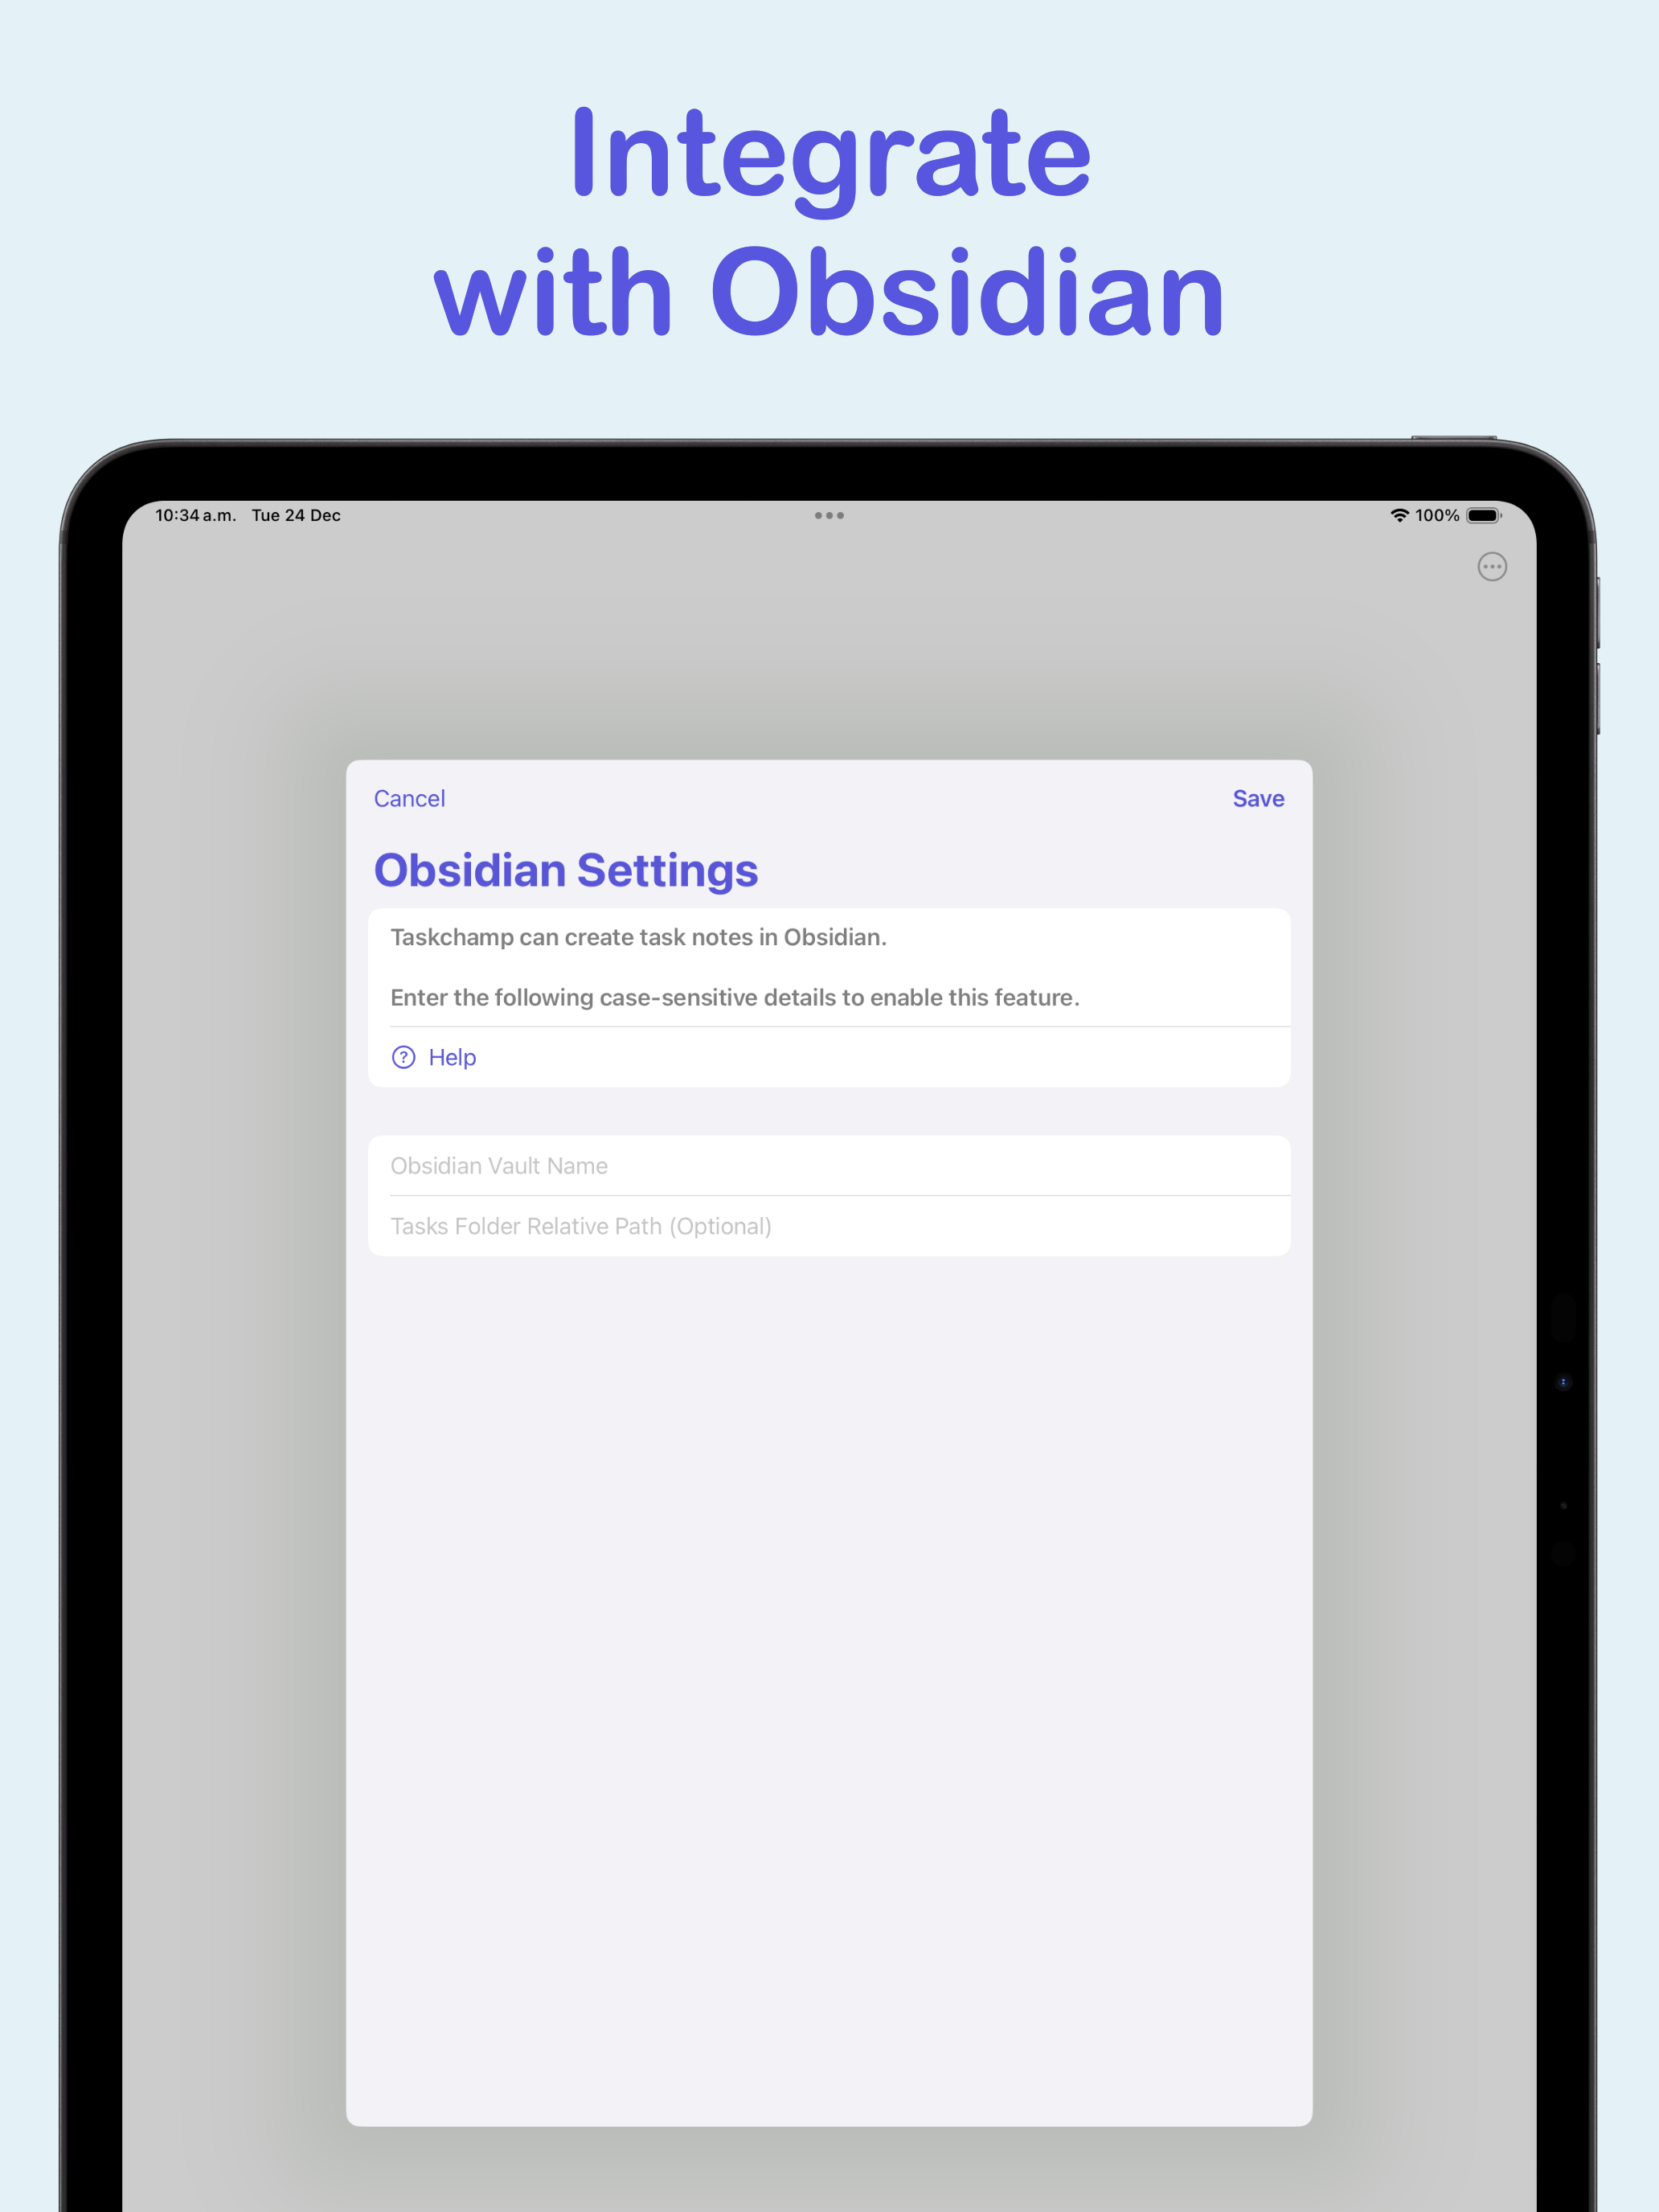 Integrate
with Obsidian
10:34 a.m. Tue 24 Dec
100%
Cancel
Save
Obsidian Settings
Taskchamp can create task notes in Obsidian.
Enter the following case-sensitive details to enable this feature.
Help
Obsidian Vault Name
Tasks Folder Relative Path (Optional)